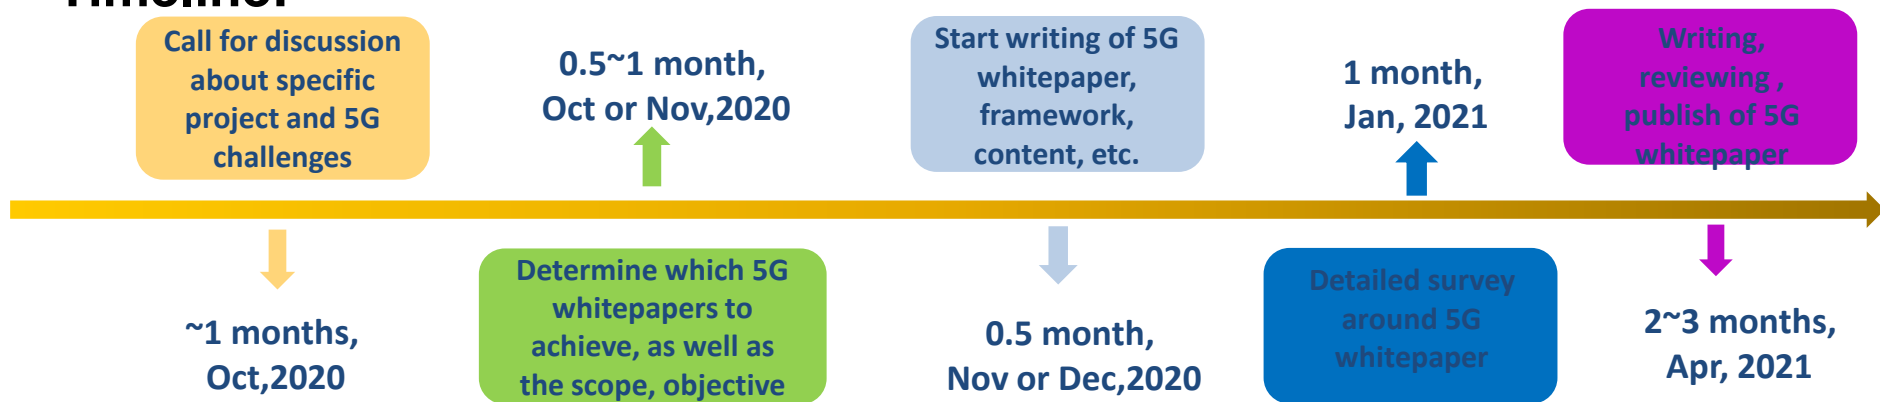 Timeline:
Call for discussion
about specific
project and 5G
challenges
~1 months,
Oct,2020
0.5~1 month,
Oct or Nov,2020
Determine which 5G
whitepapers to
achieve, as well as
the scope, objective
Start writing of 5G
whitepaper,
framework,
content, etc.
0.5 month,
Nov or Dec,2020
1 month,
Jan, 2021
Detailed survey
around 5G
whitepaper
Writing,
reviewing ,
publish of 5G
whitepaper
2~3 months,
Apr, 2021